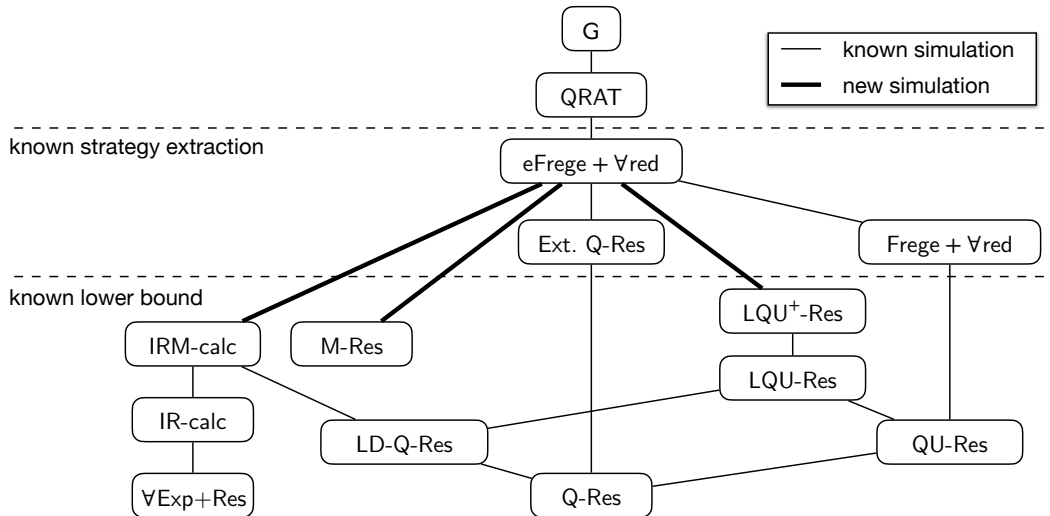 G
known simulation
QRAT
new simulation
known strategy extraction
eFrege + ∀red
Ext. Q-Res
Frege + ∀red
known lower bound
LQU⁺-Res
IRM-calc
M-Res
LQU-Res
IR-calc
LD-Q-Res
QU-Res
∀Exp+Res
Q-Res